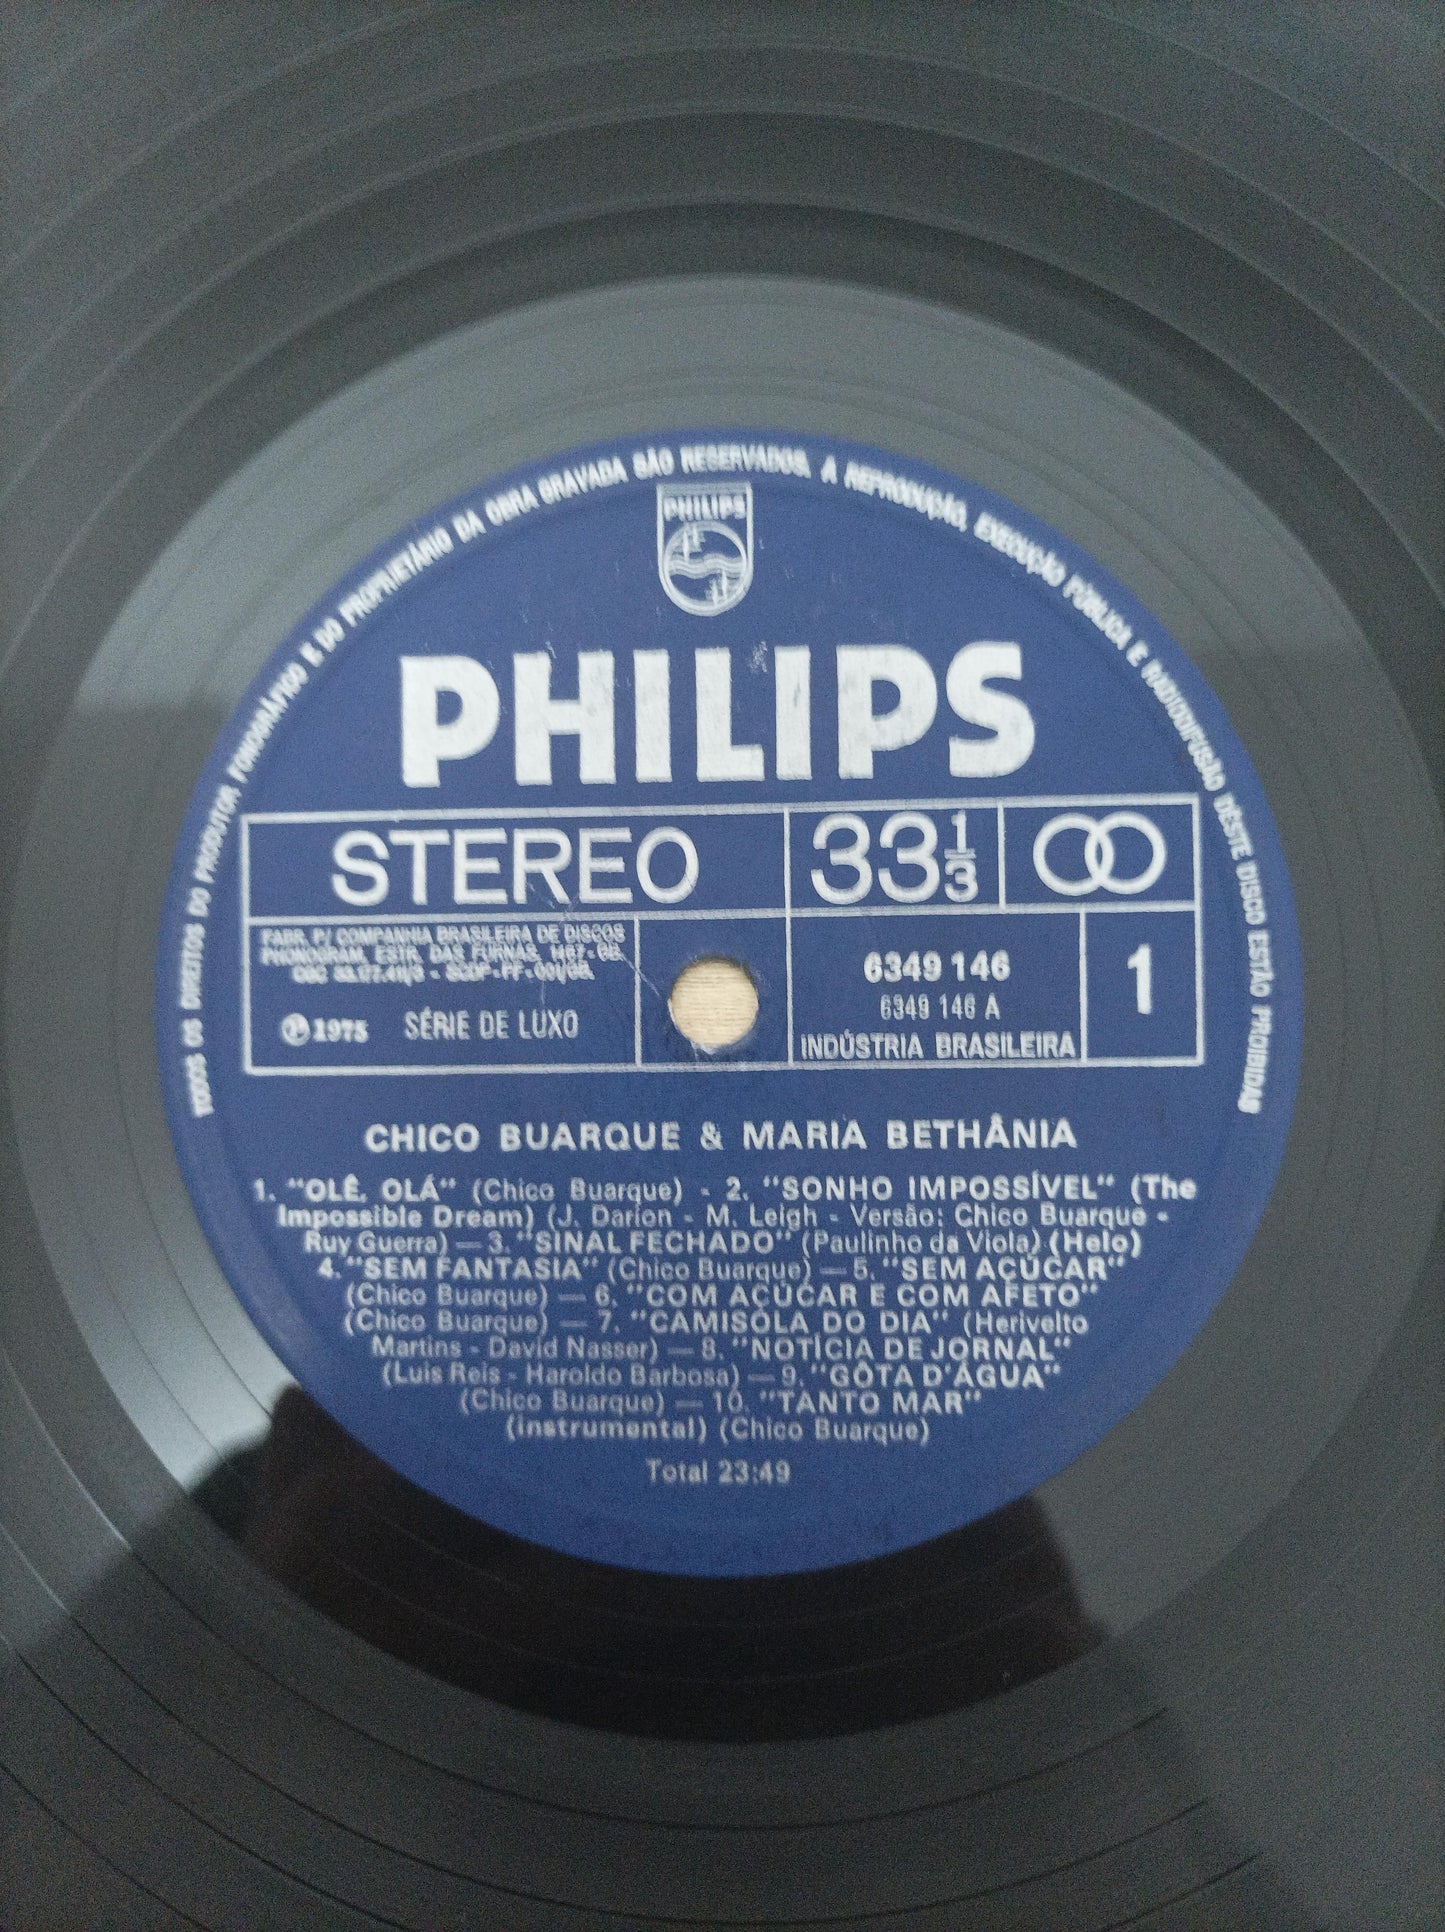 TODOS OS DIREITOS DO PRODUTOR FONOGRÁFICO E DO PROPRIETÁRIO DA OBRA GRAVADA SÃO RESERVADOS. A REPRODUÇÃO, EXECUÇÃO PÚBLICA E RADIODIFUSÃO DÊSTE DISCO ESTÃO PROIBIDAS
PHILIPS
PHILIPS
STEREO
33 1/3
FABR. P/ COMPANHIA BRASILEIRA DE DISCOS
PHONOGRAM, ESTR. DAS FURNAS,
℗ 1975 SÉRIE DE LUXO
6349 146
6349 146 A
INDÚSTRIA BRASILEIRA
1
CHICO BUARQUE & MARIA BETHÂNIA
1. "OLÊ, OLÁ" (Chico Buarque) - 2. "SONHO IMPOSSÍVEL" (The
Impossible Dream) (J. Darion - M. Leigh - Versão: Chico Buarque -
Ruy Guerra) — 3. "SINAL FECHADO" (Paulinho da Viola) (Helo)
4. "SEM FANTASIA" (Chico Buarque) — 5. "SEM AÇÚCAR"
(Chico Buarque) — 6. "COM AÇÚCAR E COM AFETO"
(Chico Buarque) — 7. "CAMISOLA DO DIA" (Herivelto
Martins - David Nasser) — 8. "NOTÍCIA DE JORNAL"
(Luis Reis - Haroldo Barbosa) — 9. "GÔTA D'ÁGUA"
(Chico Buarque) — 10. "TANTO MAR"
(instrumental) (Chico Buarque)
Total 23:49